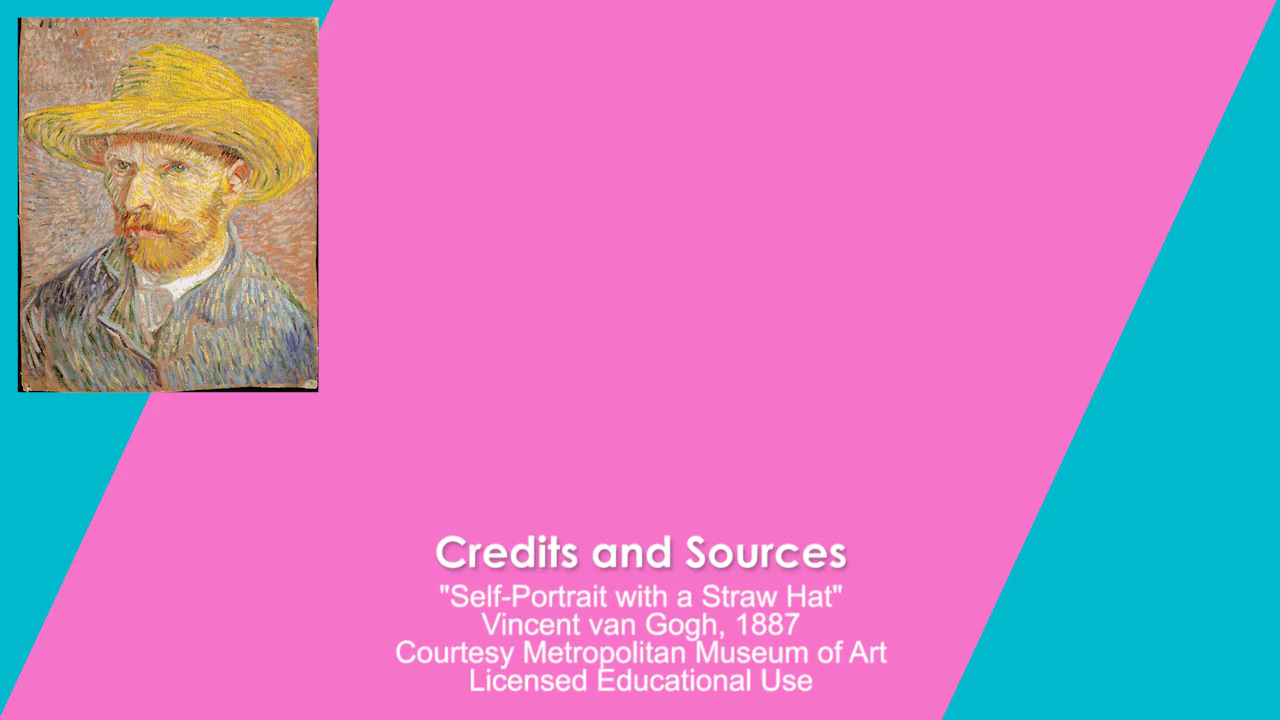 Credits and Sources
"Self-Portrait with a Straw Hat"
Vincent van Gogh, 1887
Courtesy Metropolitan Museum of Art
Licensed Educational Use